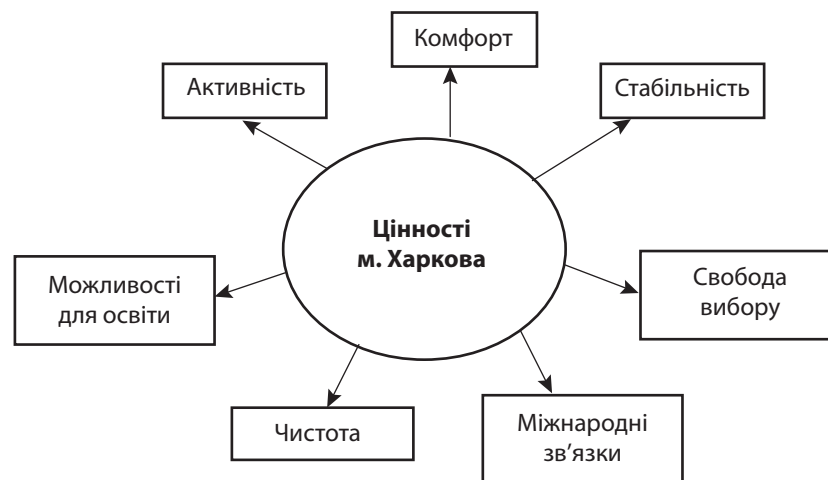 Комфорт
Активність
Стабільність
Цінності
м. Харкова
Можливості
для освіти
Свобода
вибору
Чистота
Міжнародні
зв’язки